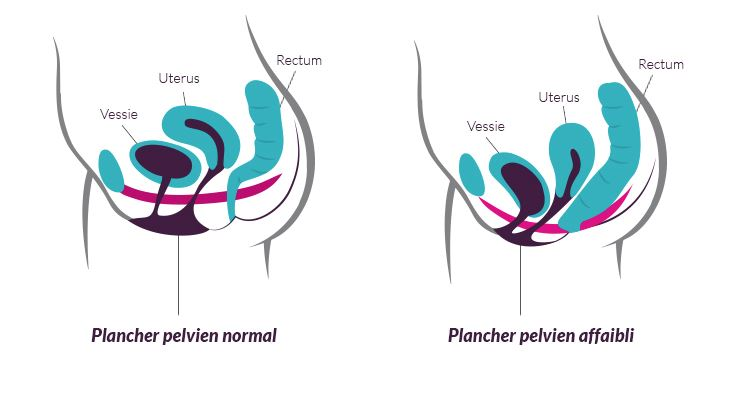 Rectum
Uterus
Vessie
Plancher pelvien normal
Rectum
Uterus
Vessie
Plancher pelvien affaibli